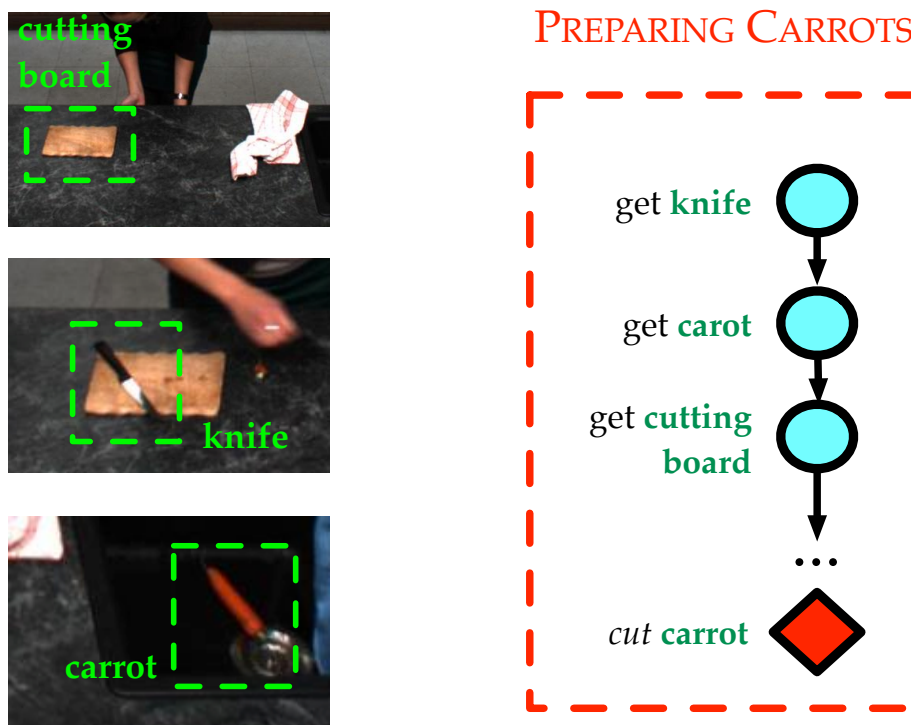 cutting
board
knife
carrot
PREPARING CARROTS
get knife
get carot
get cutting
board
...
cut carrot